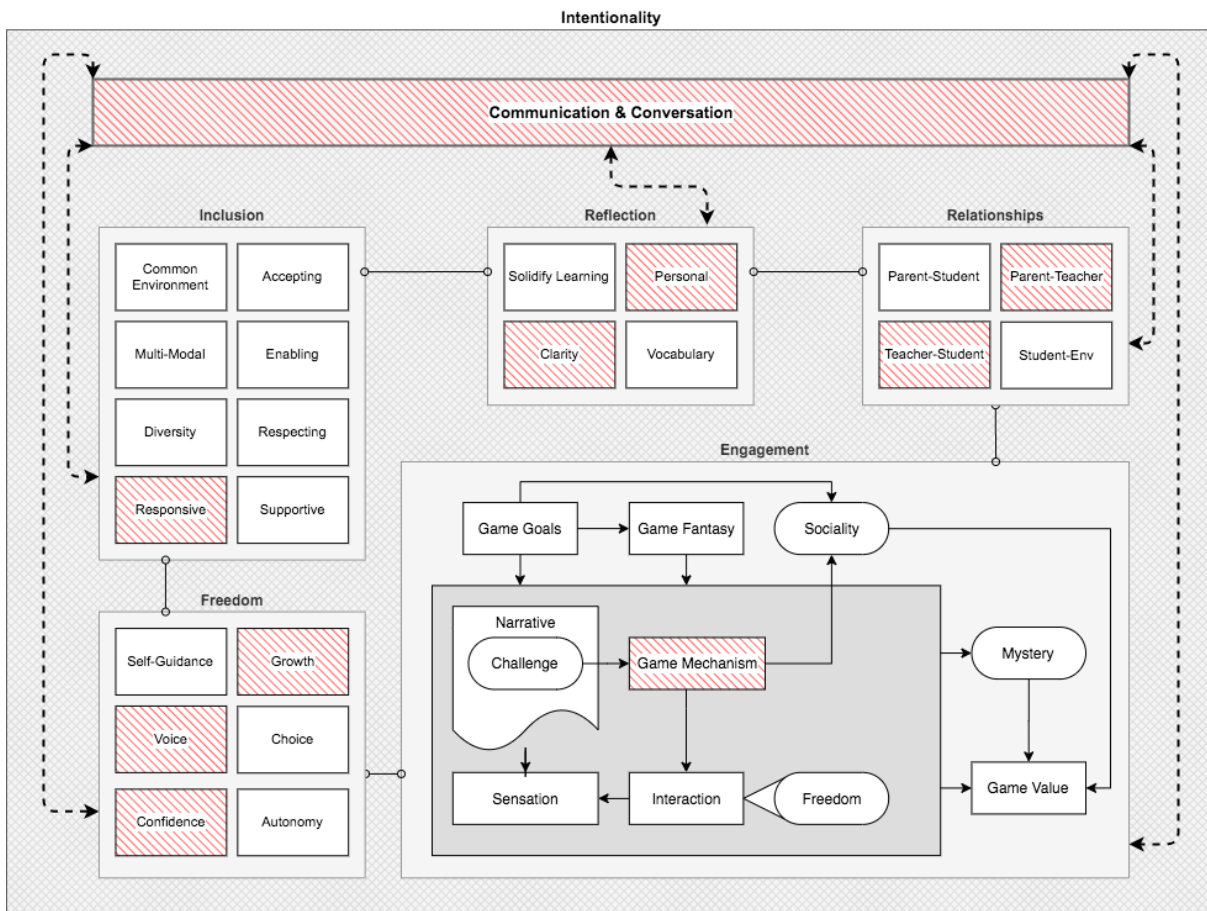 Intentionality
Communication & Conversation
Inclusion
Common
Environment
Accepting
Multi-Modal
Enabling
Diversity
Respecting
Responsive
Supportive
Reflection
Solidify Learning
Personal
Clarity
Vocabulary
Relationships
Parent-Student
Parent-Teacher
Teacher-Student
Student-Env
Freedom
Self-Guidance
Growth
Voice
Choice
Confidence
Autonomy
Engagement
Game Goals
Game Fantasy
Sociality
Narrative
Challenge
Game Mechanism
Mystery
Sensation
Interaction
Freedom
Game Value